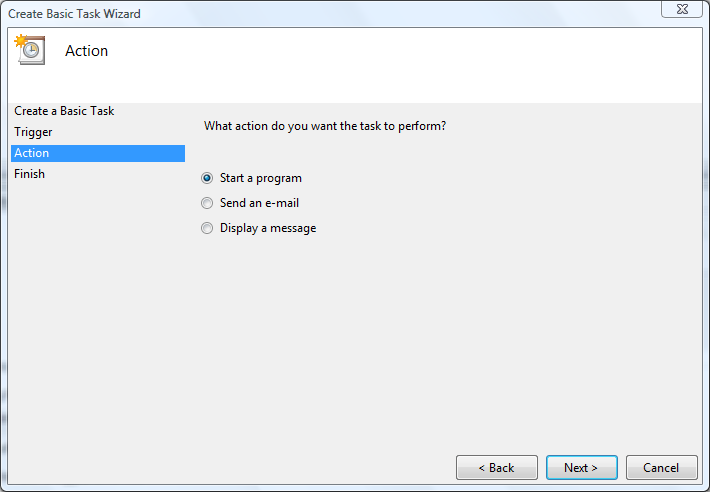 Create Basic Task Wizard
Action
Create a Basic Task
Trigger
Action
Finish
What action do you want the task to perform?
Start a program
Send an e-mail
Display a message
< Back
Next >
Cancel